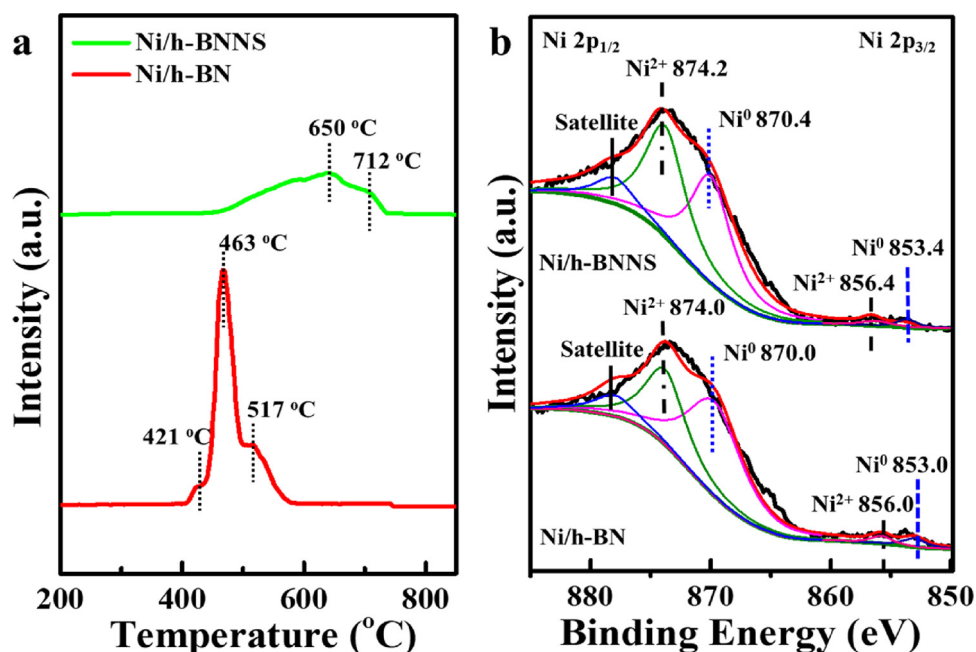 a
Ni/h-BNNS
Ni/h-BN
650 °C
712 °C
463 °C
421 °C
517 °C
Intensity (a.u.)
200 400 600 800
Temperature (°C)
b
Ni 2p1/2
Ni 2p3/2
Ni2+ 874.2
Satellite
Ni0 870.4
Ni/h-BNNS
Ni2+ 856.4
Ni0 853.4
Ni2+ 874.0
Satellite
Ni0 870.0
Ni2+ 856.0
Ni0 853.0
Ni/h-BN
Intensity (a.u.)
880 870 860 850
Binding Energy (eV)